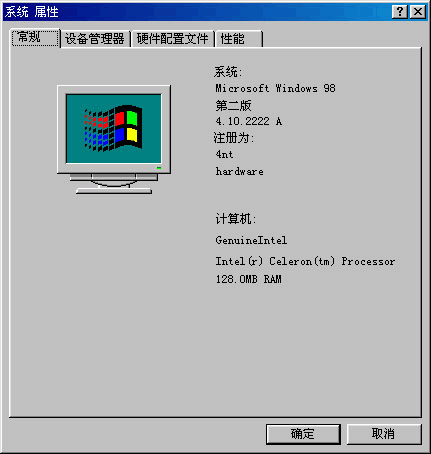 系统 属性
常规 设备管理器 硬件配置文件 性能
系统:
Microsoft Windows 98
第二版
4.10.2222 A
注册为:
4nt
hardware
计算机:
GenuineIntel
Intel(r) Celeron(tm) Processor
128.0MB RAM
确定 取消